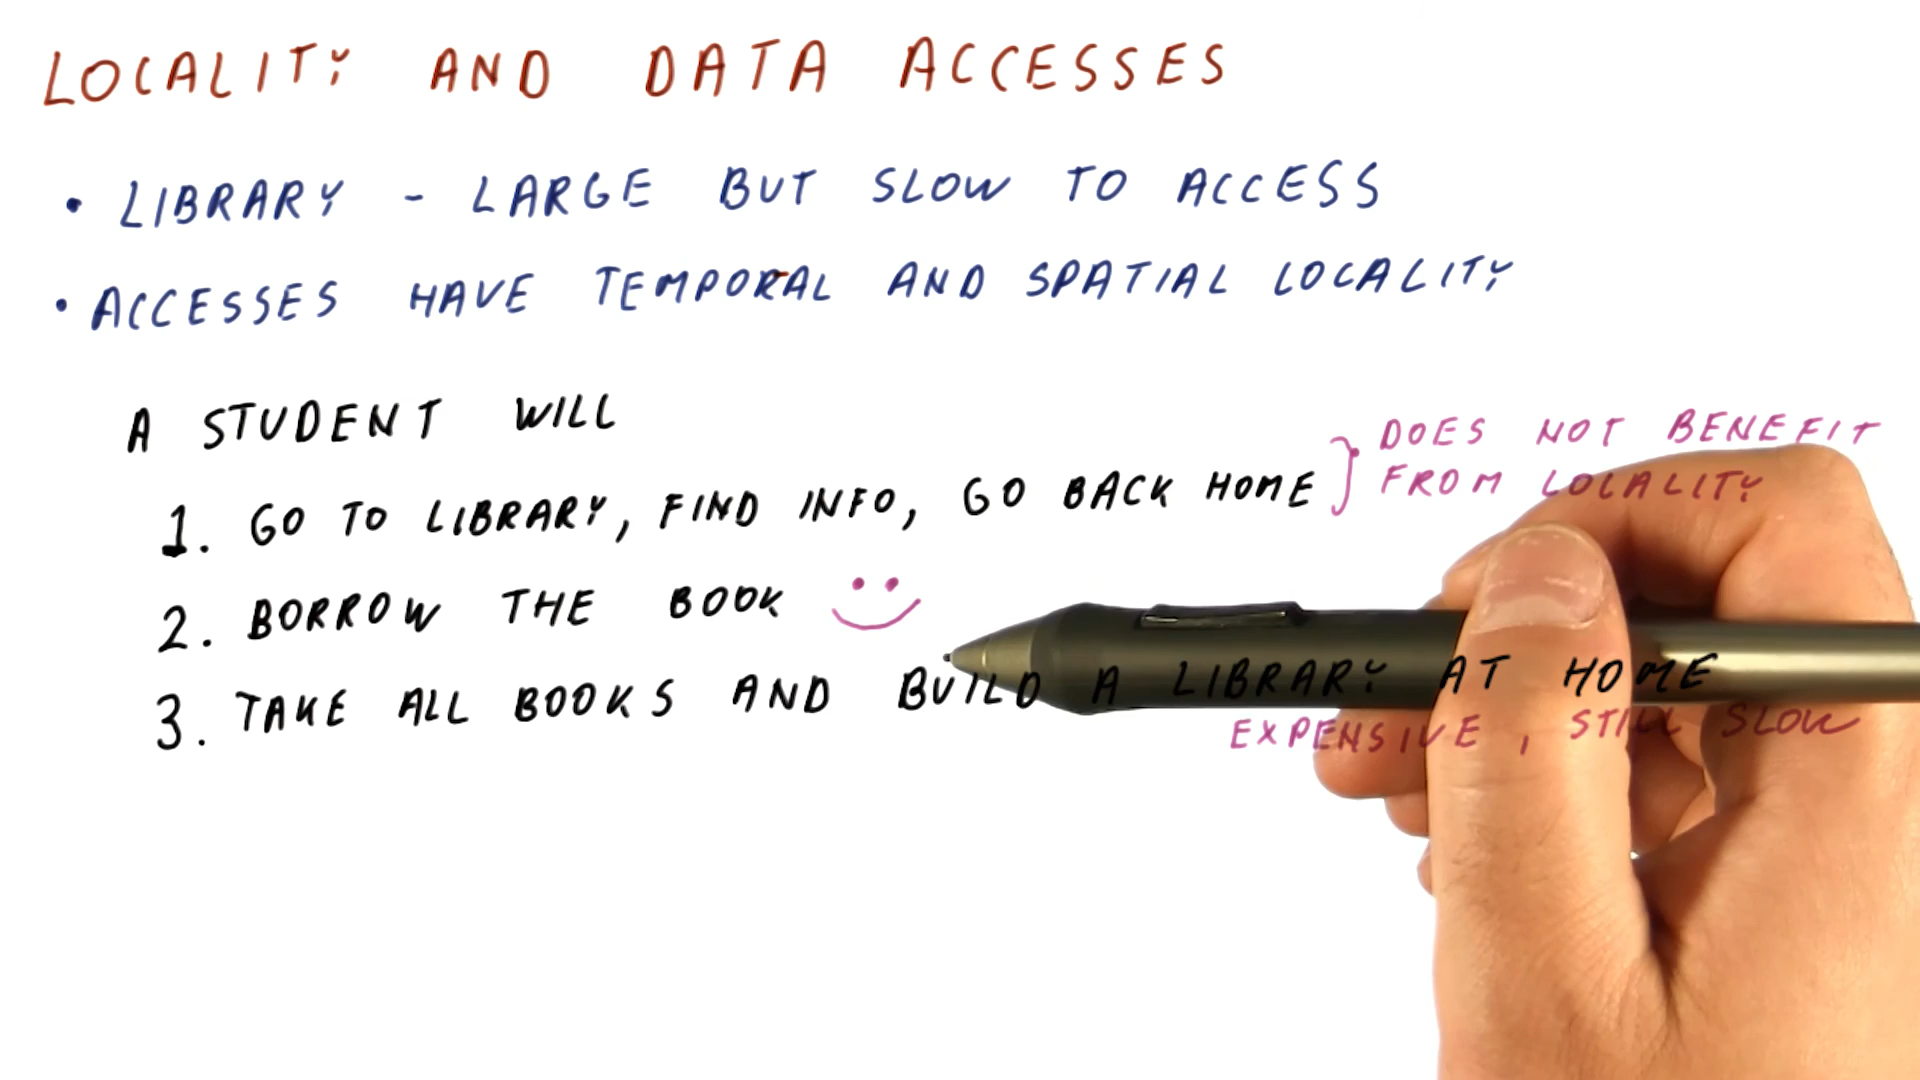 LOCALITY AND DATA ACCESSES
• LIBRARY - LARGE BUT SLOW TO ACCESS
• ACCESSES HAVE TEMPORAL AND SPATIAL LOCALITY
A STUDENT WILL
1. GO TO LIBRARY, FIND INFO, GO BACK HOME
DOES NOT BENEFIT
FROM LOCALITY
2. BORROW THE BOOK
3. TAKE ALL BOOKS AND BUILD A LIBRARY AT HOME
EXPENSIVE, STILL SLOW